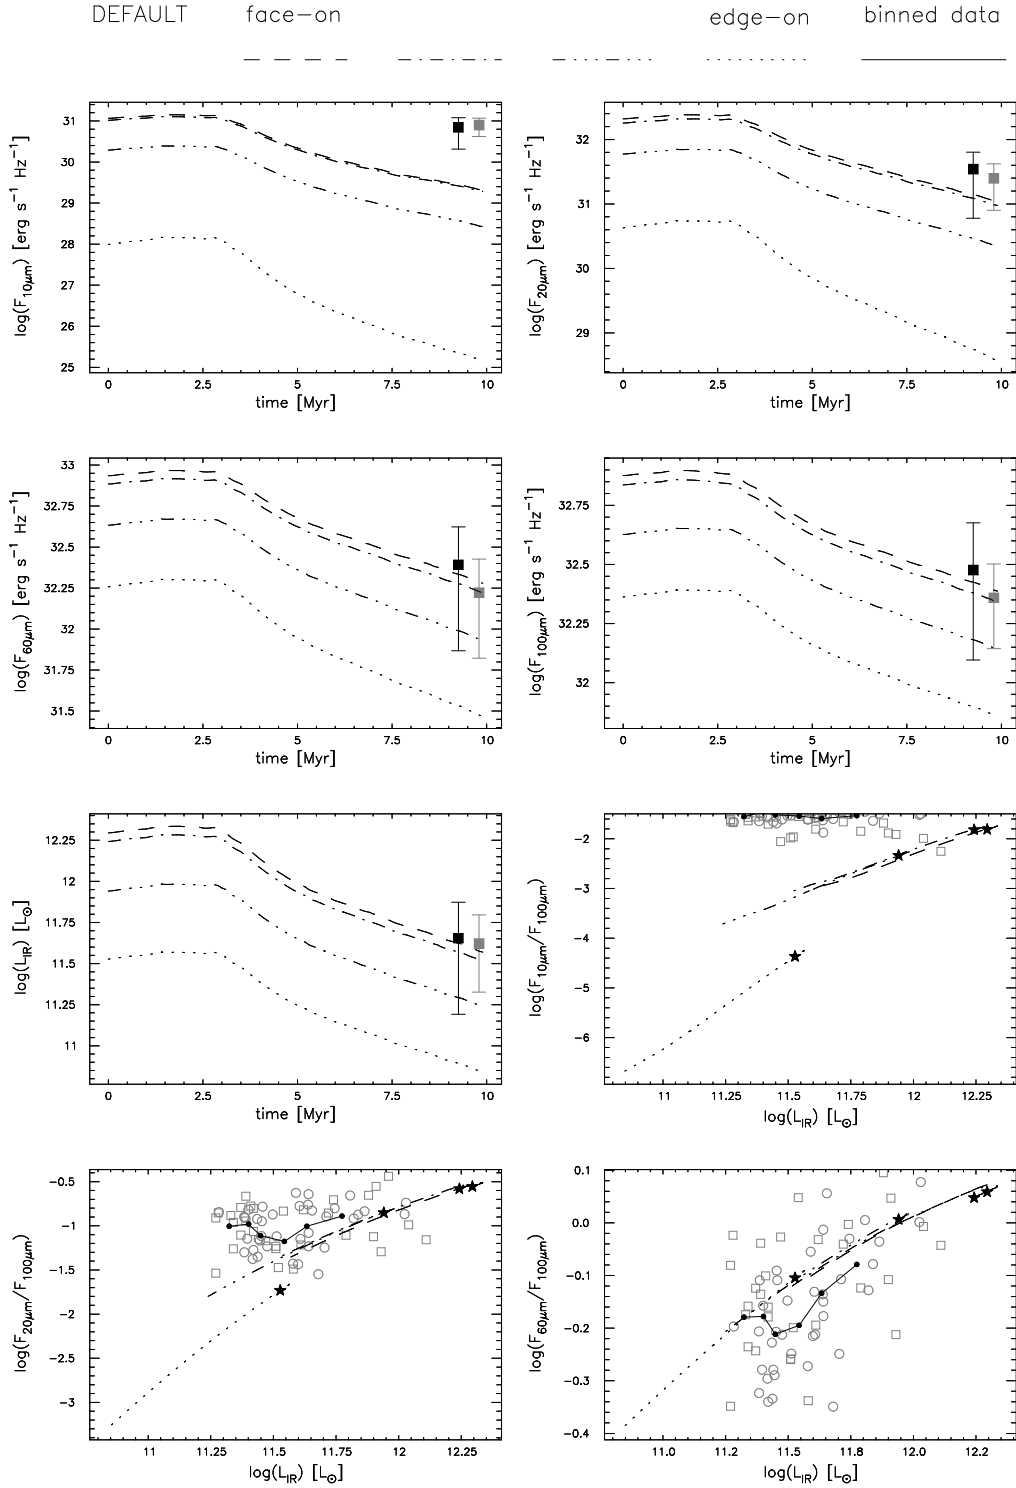 DEFAULT face-on edge-on binned data
log(F10μm) [erg s−1 Hz−1]
31
30
29
28
27
26
25
0 2.5 5 7.5 10
time [Myr]
log(F20μm) [erg s−1 Hz−1]
32
31
30
29
0 2.5 5 7.5 10
time [Myr]
log(F60μm) [erg s−1 Hz−1]
33
32.75
32.5
32.25
32
31.75
31.5
0 2.5 5 7.5 10
time [Myr]
log(F100μm) [erg s−1 Hz−1]
32.75
32.5
32.25
32
0 2.5 5 7.5 10
time [Myr]
log(LIR) [L⊙]
12.25
12
11.75
11.5
11.25
11
0 2.5 5 7.5 10
time [Myr]
log(F10μm/F100μm)
−2
−3
−4
−5
−6
11 11.25 11.5 11.75 12 12.25
log(LIR) [L⊙]
log(F20μm/F100μm)
−0.5
−1
−1.5
−2
−2.5
−3
11 11.25 11.5 11.75 12 12.25
log(LIR) [L⊙]
log(F60μm/F100μm)
0.1
0.0
−0.1
−0.2
−0.3
−0.4
11.0 11.2 11.5 11.8 12.0 12.2
log(LIR) [L⊙]